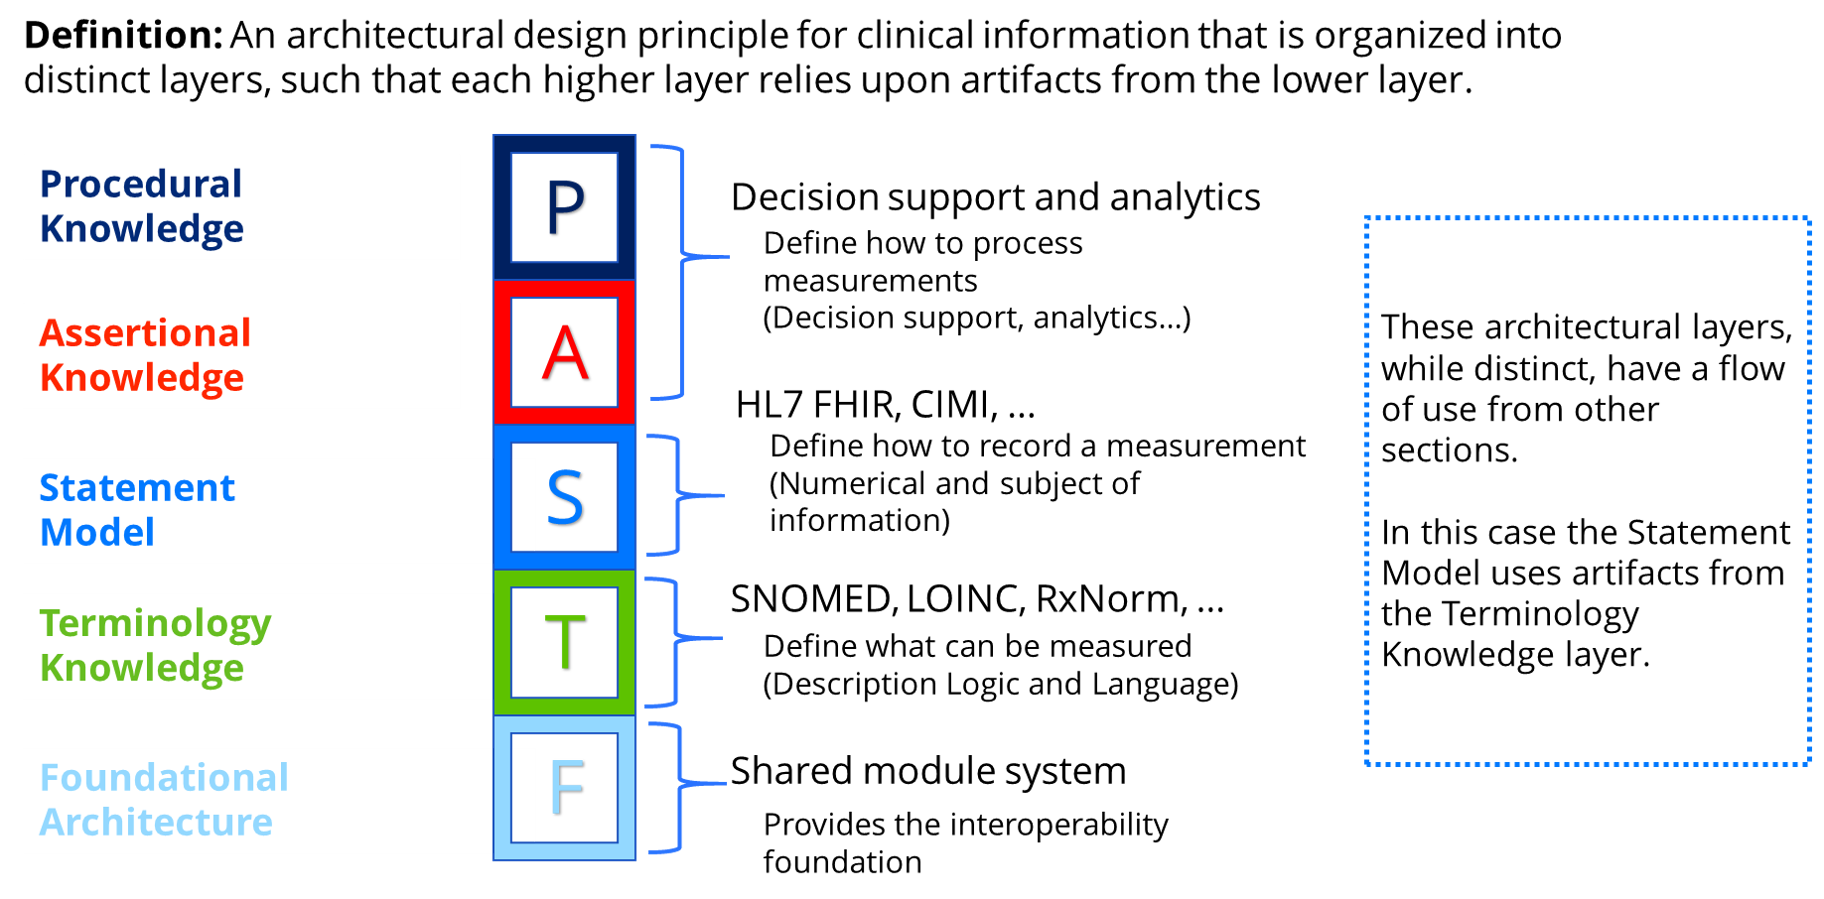 Definition: An architectural design principle for clinical information that is organized into
distinct layers, such that each higher layer relies upon artifacts from the lower layer.
Procedural
Knowledge
P
Decision support and analytics
Define how to process
measurements
(Decision support, analytics...)
Assertional
Knowledge
A
HL7 FHIR, CIMI, ...
Define how to record a measurement
(Numerical and subject of
information)
Statement
Model
S
SNOMED, LOINC, RxNorm, ...
Define what can be measured
(Description Logic and Language)
Terminology
Knowledge
T
Shared module system
Provides the interoperability
foundation
Foundational
Architecture
F
These architectural layers,
while distinct, have a flow
of use from other
sections.
In this case the Statement
Model uses artifacts from
the Terminology
Knowledge layer.